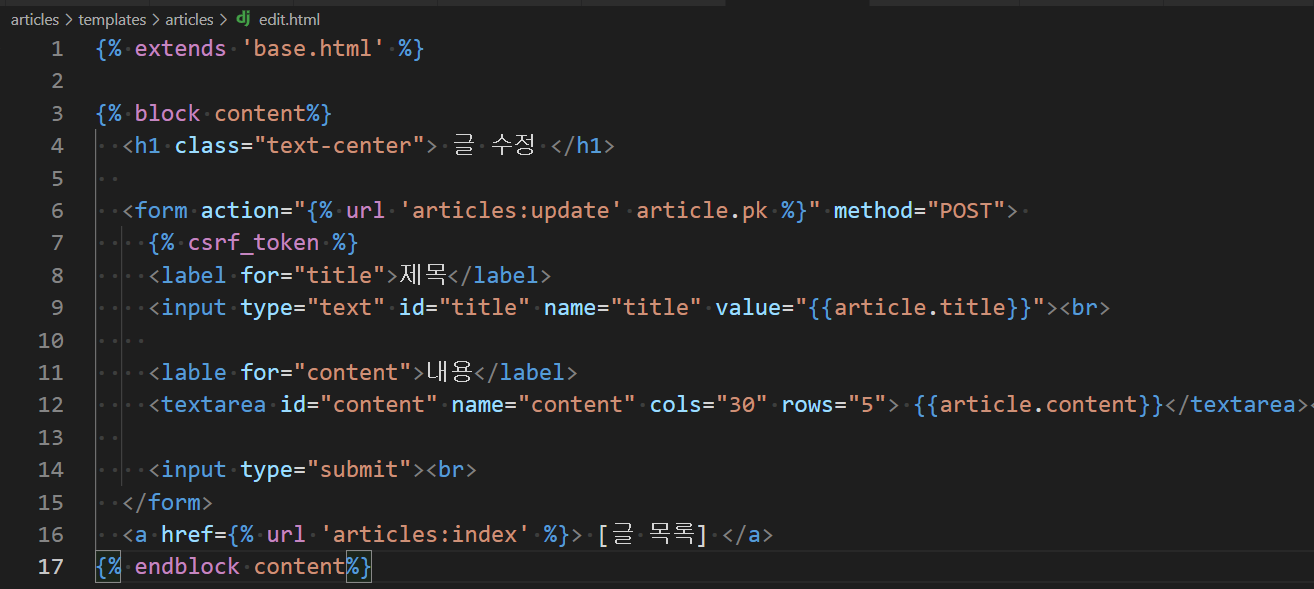 articles > templates > articles > dj edit.html
1 {% extends 'base.html' %}
2
3 {% block content%}
4 <h1 class="text-center"> 글 수정 </h1>
5
6 <form action="{% url 'articles:update' article.pk %}" method="POST">
7 {% csrf_token %}
8 <label for="title">제목</label>
9 <input type="text" id="title" name="title" value="{{article.title}}"><br>
10
11 <lable for="content">내용</label>
12 <textarea id="content" name="content" cols="30" rows="5"> {{article.content}}</textarea><
13
14 <input type="submit"><br>
15 </form>
16 <a href={% url 'articles:index' %}> [글 목록] </a>
17 {% endblock content%}